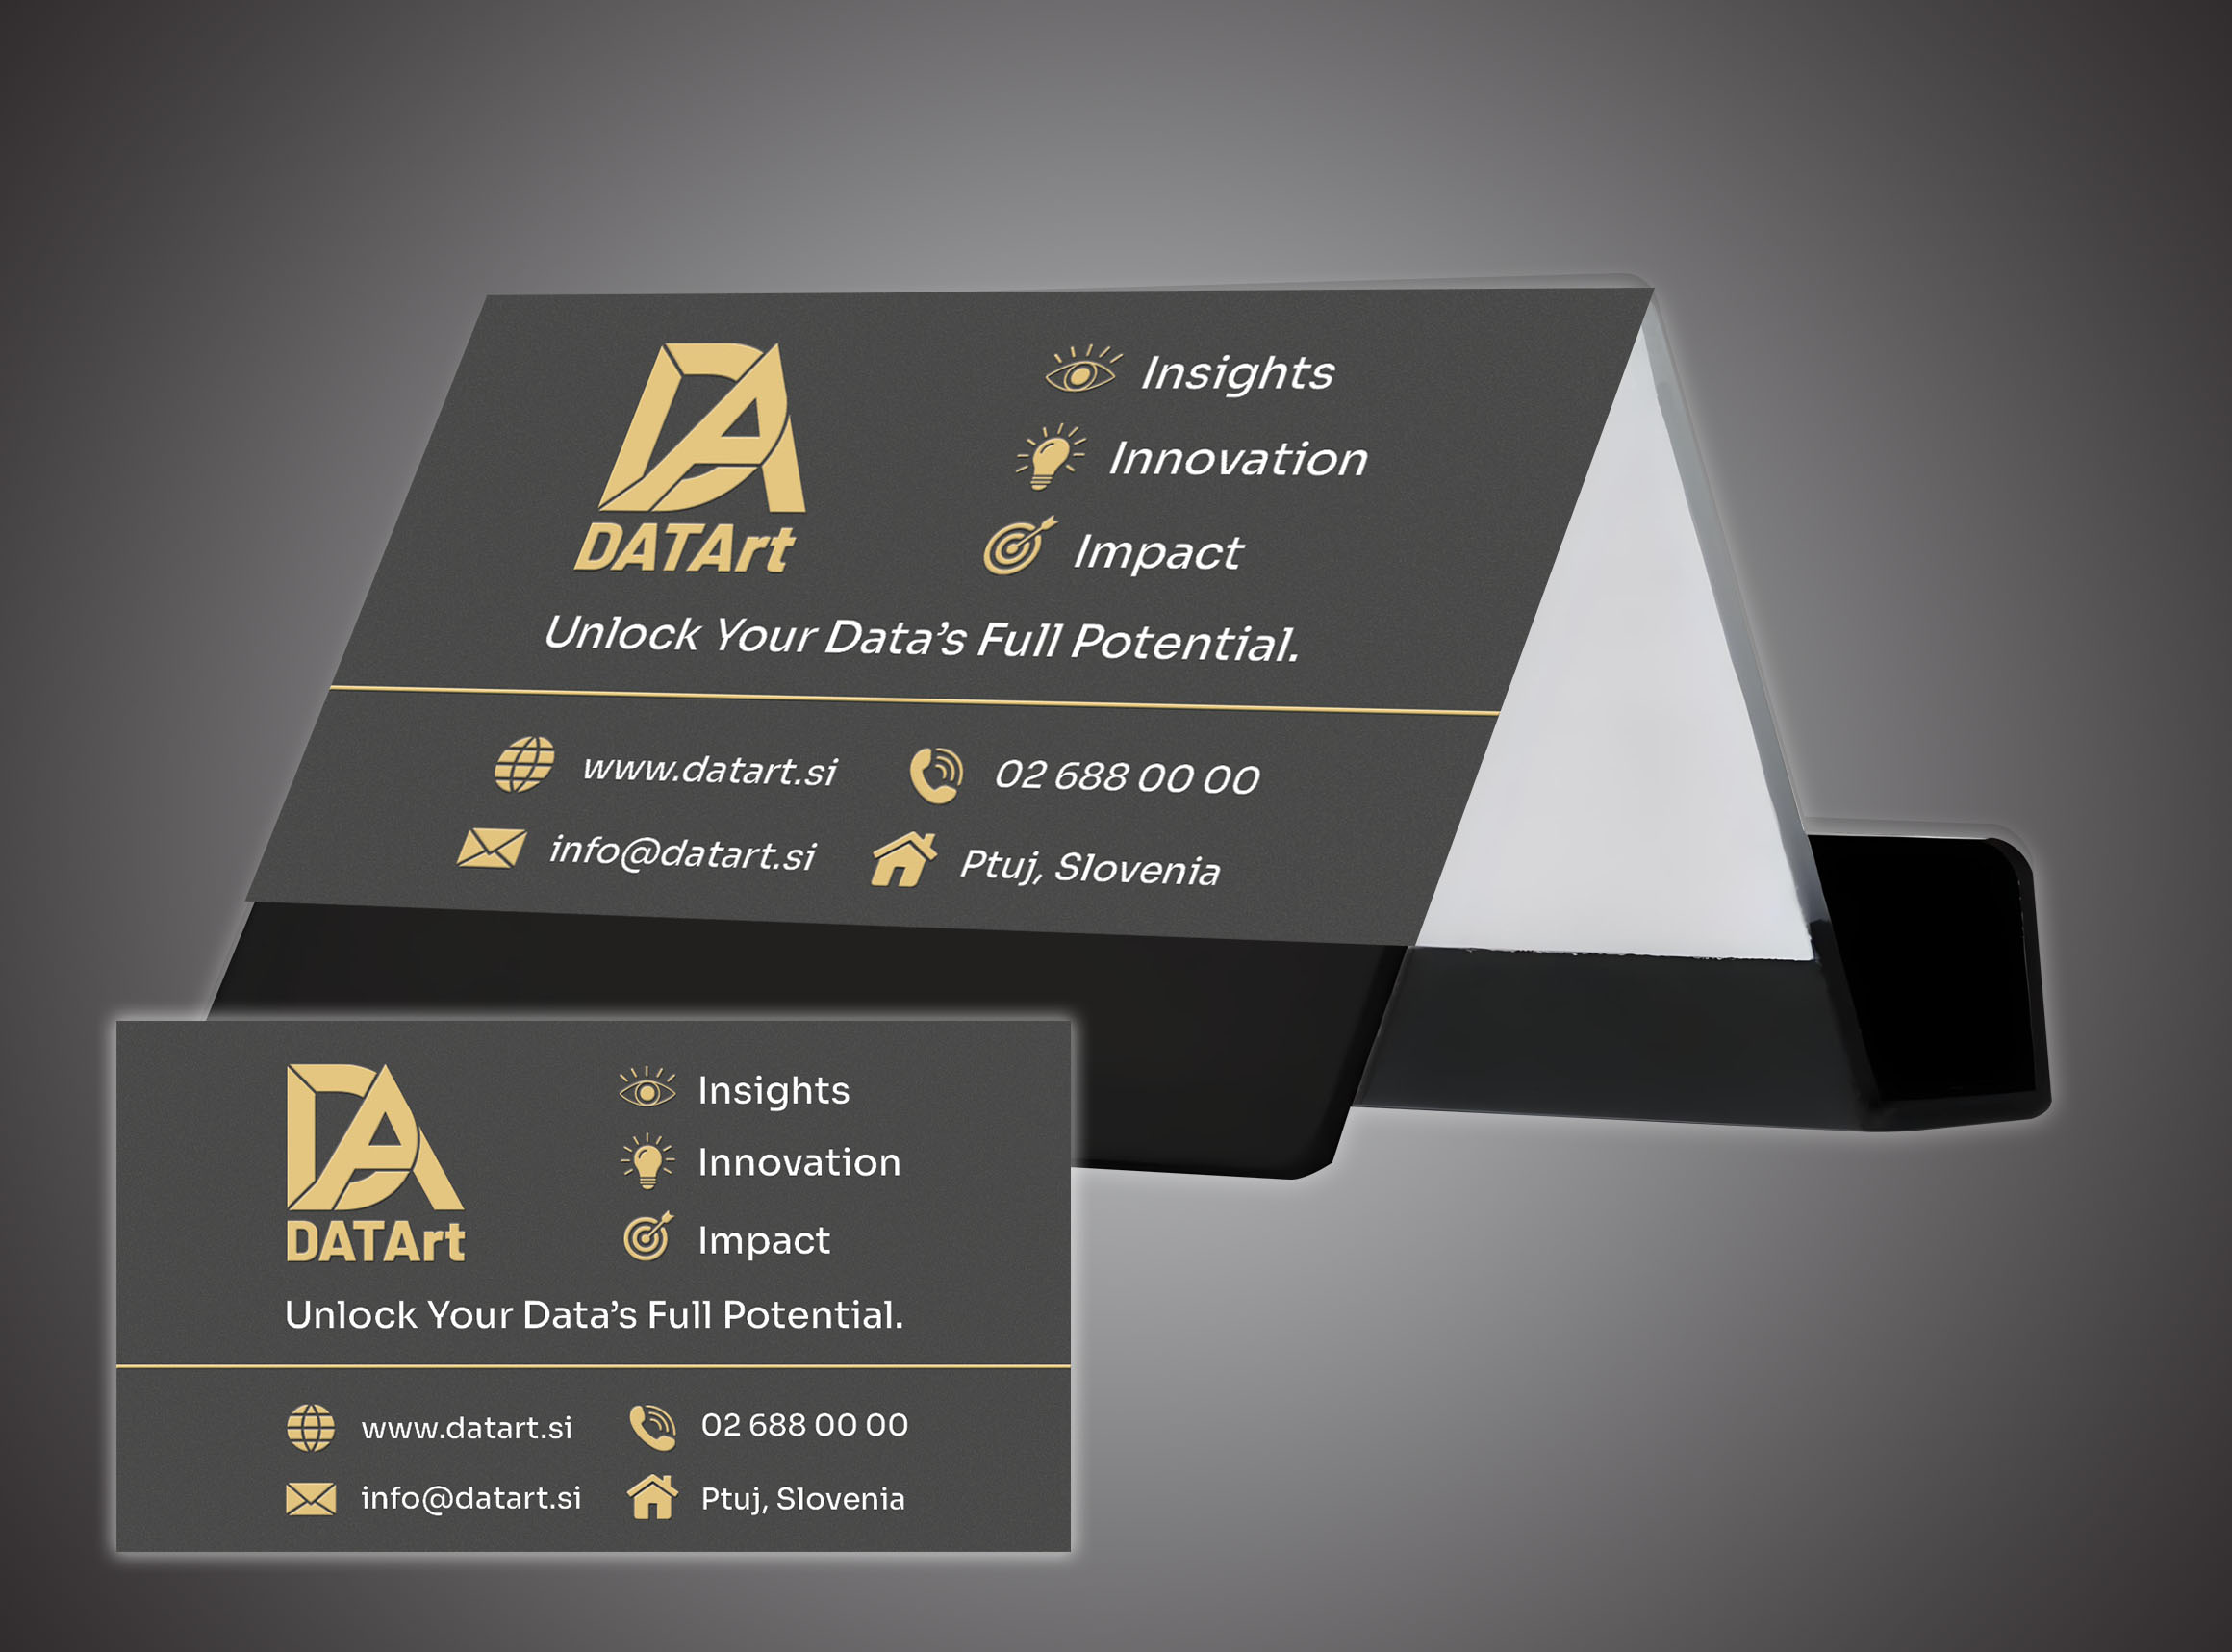 DATArt
Insights
Innovation
Impact
Unlock Your Data’s Full Potential.
www.datart.si
02 688 00 00
info@datart.si
Ptuj, Slovenia
DATArt
Insights
Innovation
Impact
Unlock Your Data’s Full Potential.
www.datart.si
02 688 00 00
info@datart.si
Ptuj, Slovenia